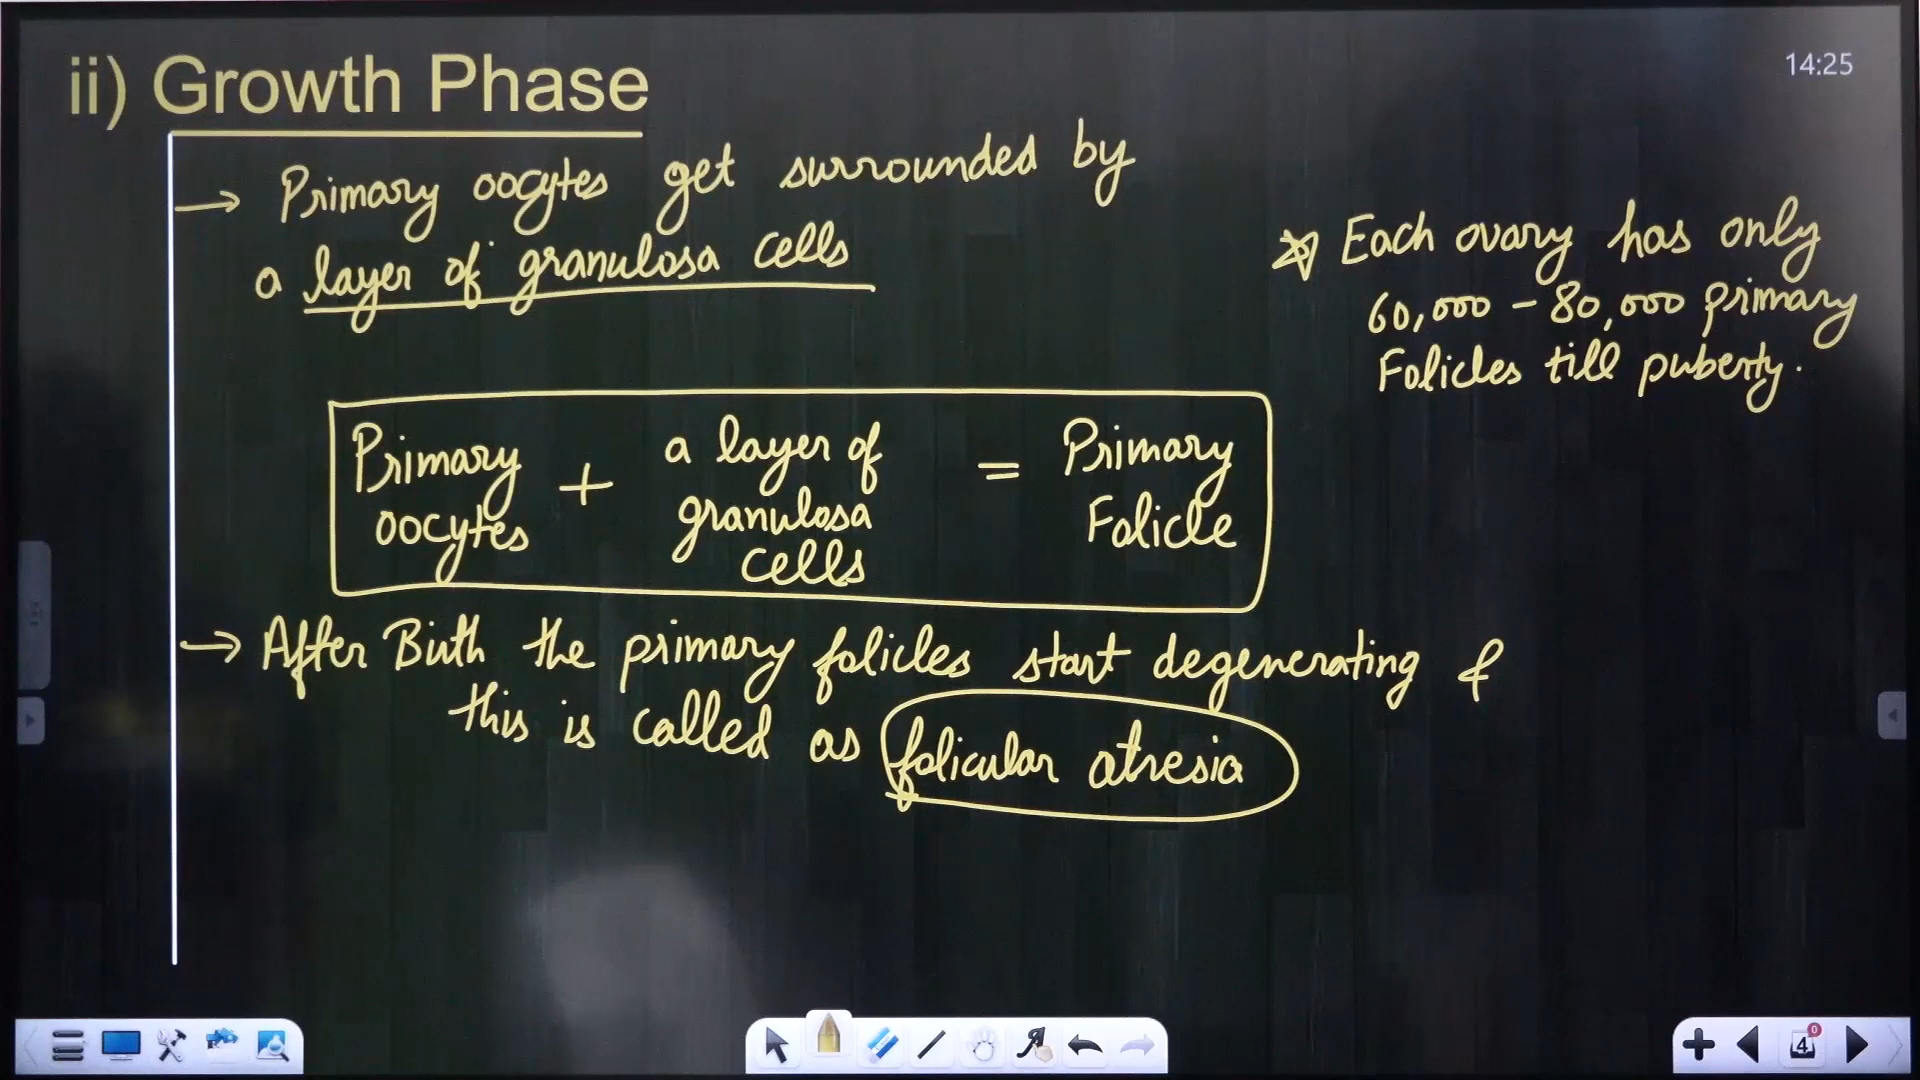 ii) Growth Phase
14:25
→ Primary oocytes get surrounded by
a layer of granulosa cells
Each ovary has only
60,000 - 80,000 primary
Folicles till puberty.
Primary oocytes + a layer of granulosa cells = Primary Folicle
→ After Birth the primary folicles start degenerating &
this is called as folicular atresia
4
0